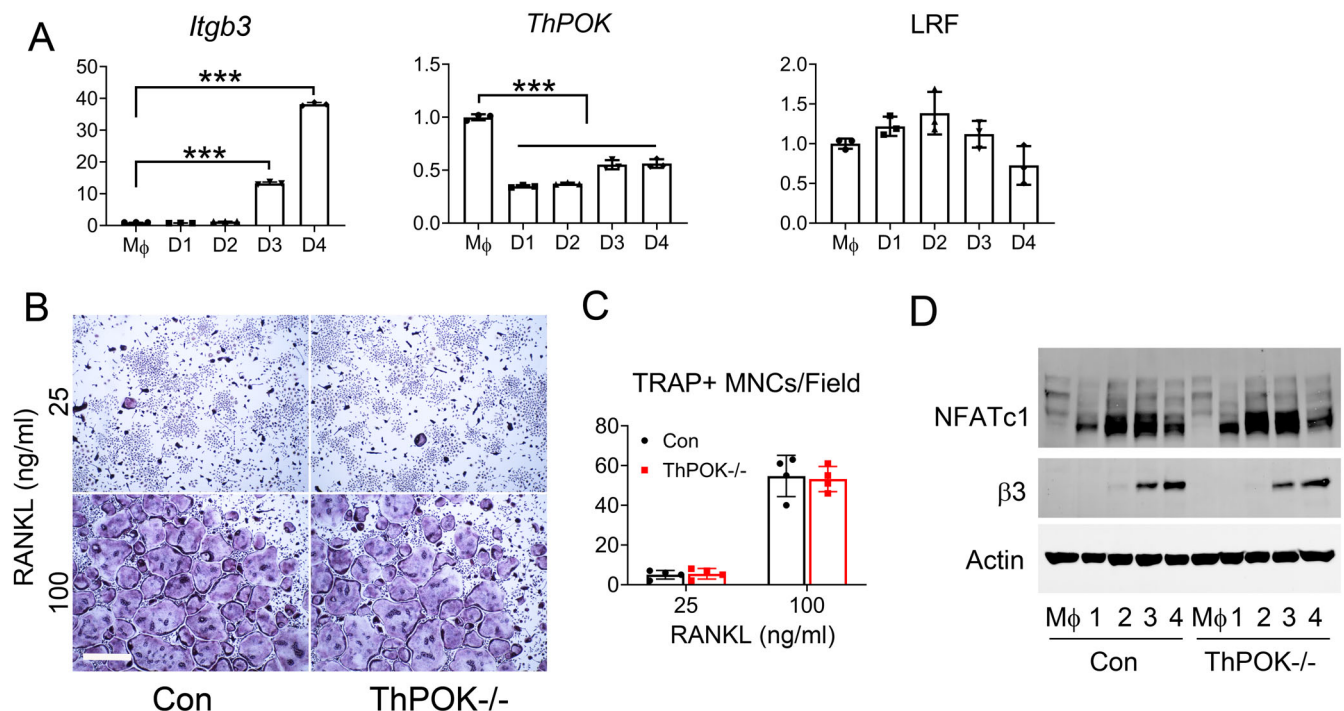 A
Itgb3
ThPOK
LRF
***
***
50
40
30
20
10
0
Mϕ D1 D2 D3 D4
***
1.5
1.0
0.5
0.0
Mϕ D1 D2 D3 D4
2.0
1.5
1.0
0.5
0.0
Mϕ D1 D2 D3 D4
B
RANKL (ng/ml)
25
100
Con
ThPOK-/-
C
TRAP+ MNCs/Field
80
60
40
20
0
Con
ThPOK-/-
25
100
RANKL (ng/ml)
D
NFATc1
β3
Actin
Mϕ 1 2 3 4 Mϕ 1 2 3 4
Con
ThPOK-/-